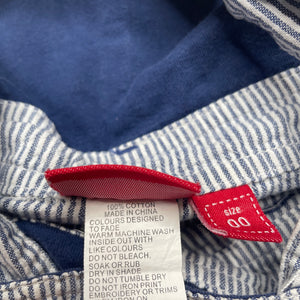 100% COTTON
MADE IN CHINA
COLOURS DESIGNED
TO FADE
WARM MACHINE WASH
INSIDE OUT WITH
LIKE COLOURS
DO NOT BLEACH,
SOAK OR RUB
DRY IN SHADE
DO NOT TUMBLE DRY
DO NOT IRON PRINT
EMBROIDERY OR TRIMS
size
00